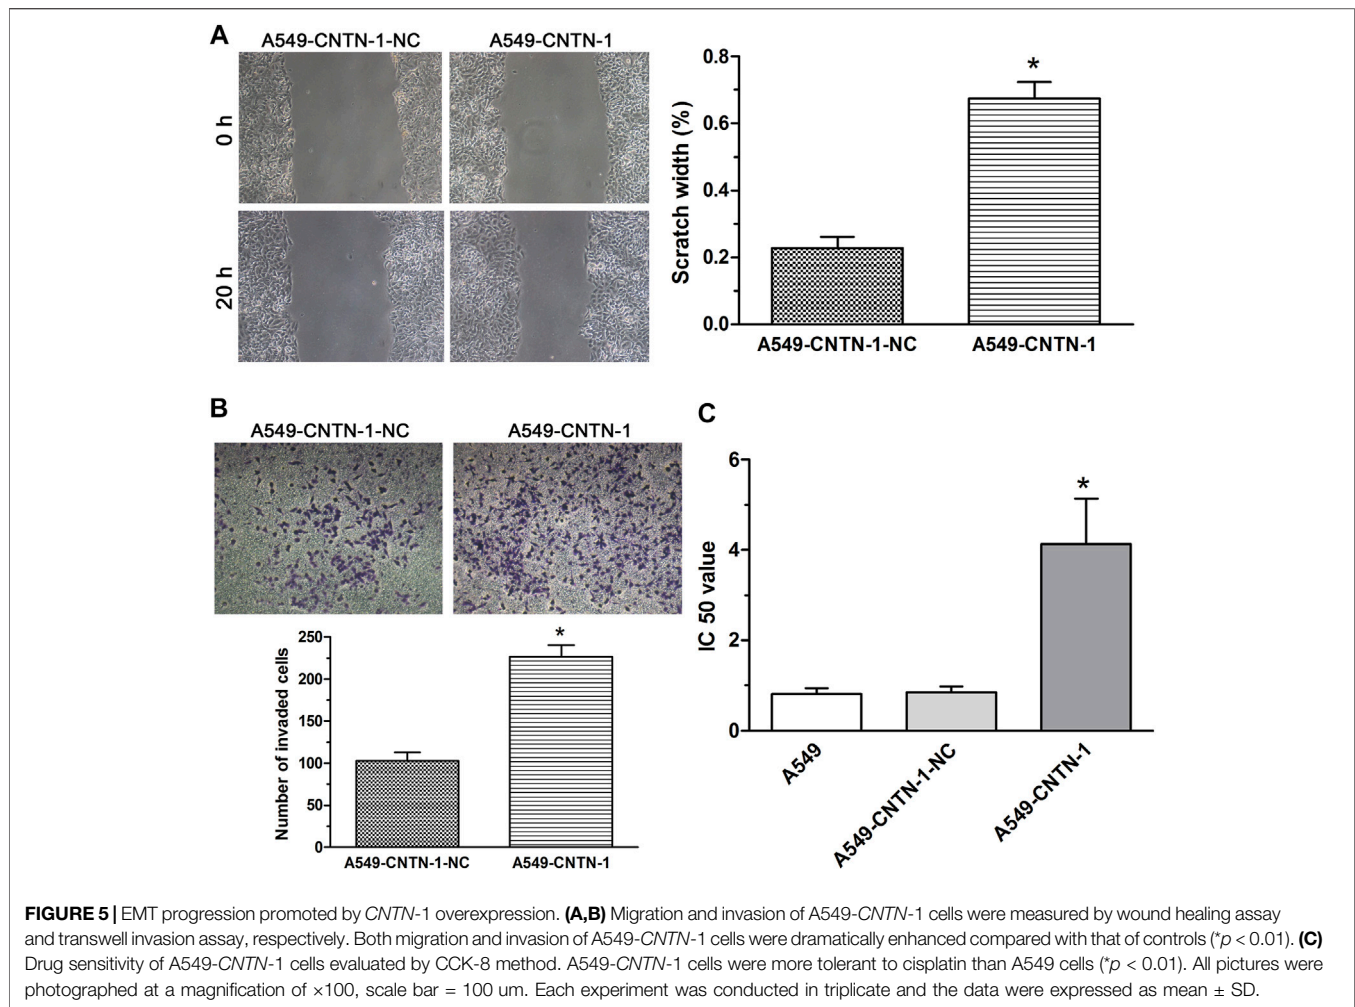 A
A549-CNTN-1-NC
A549-CNTN-1
0 h
20 h
Scratch width (%)
0.8
0.6
0.4
0.2
0.0
*
A549-CNTN-1-NC
A549-CNTN-1
B
A549-CNTN-1-NC
A549-CNTN-1
Number of invaded cells
250
200
150
100
50
0
*
A549-CNTN-1-NC
A549-CNTN-1
C
IC 50 value
6
4
2
0
*
A549
A549-CNTN-1-NC
A549-CNTN-1
FIGURE 5 | EMT progression promoted by CNTN-1 overexpression. (A,B) Migration and invasion of A549-CNTN-1 cells were measured by wound healing assay
and transwell invasion assay, respectively. Both migration and invasion of A549-CNTN-1 cells were dramatically enhanced compared with that of controls (*p < 0.01). (C)
Drug sensitivity of A549-CNTN-1 cells evaluated by CCK-8 method. A549-CNTN-1 cells were more tolerant to cisplatin than A549 cells (*p < 0.01). All pictures were
photographed at a magnification of ×100, scale bar = 100 um. Each experiment was conducted in triplicate and the data were expressed as mean ± SD.